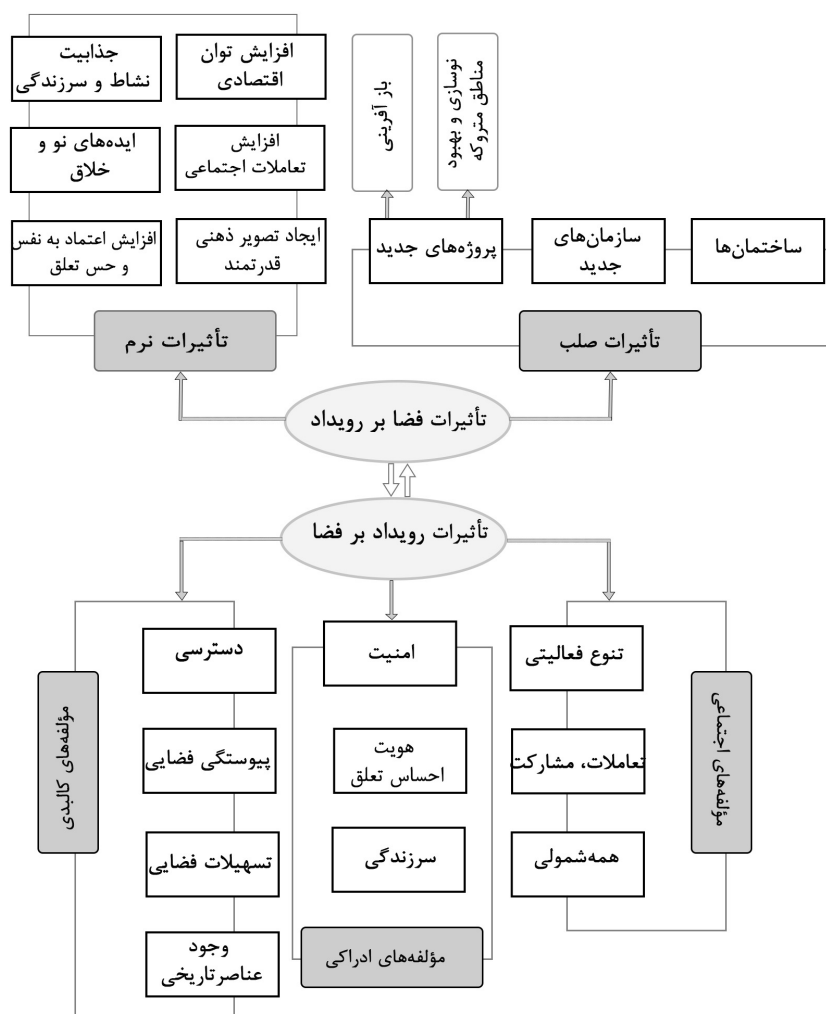 باز آفرینی
نوسازی و بهبود
مناطق متروکه
ساختمان‌ها
سازمان‌های
جدید
پروژه‌های جدید
تأثیرات صلب
افزایش توان
اقتصادی
جذابیت
نشاط و سرزندگی
افزایش
تعاملات اجتماعی
ایده‌های نو و
خلاق
ایجاد تصویر ذهنی
قدرتمند
افزایش اعتماد به نفس
و حس تعلق
تأثیرات نرم
تأثیرات فضا بر رویداد
تأثیرات رویداد بر فضا
مؤلفه‌های اجتماعی
تنوع فعالیتی
تعاملات، مشارکت
همه‌شمولی
امنیت
هویت
احساس تعلق
سرزندگی
مؤلفه‌های ادراکی
دسترسی
پیوستگی فضایی
تسهیلات فضایی
وجود
عناصرتاریخی
مؤلفه‌های کالبدی